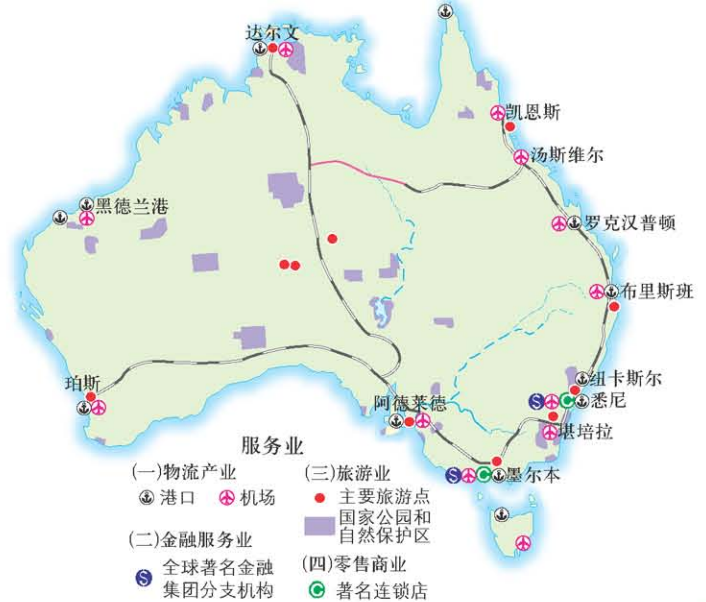 达尔文
凯恩斯
汤斯维尔
黑德兰港
罗克汉普顿
布里斯班
纽卡斯尔
珀斯
悉尼
阿德莱德
堪培拉
墨尔本
服务业
(一)物流产业
港口
机场
(二)金融服务业
S 全球著名金融
集团分支机构
(三)旅游业
主要旅游点
国家公园和
自然保护区
(四)零售商业
C 著名连锁店
S
C
S
C